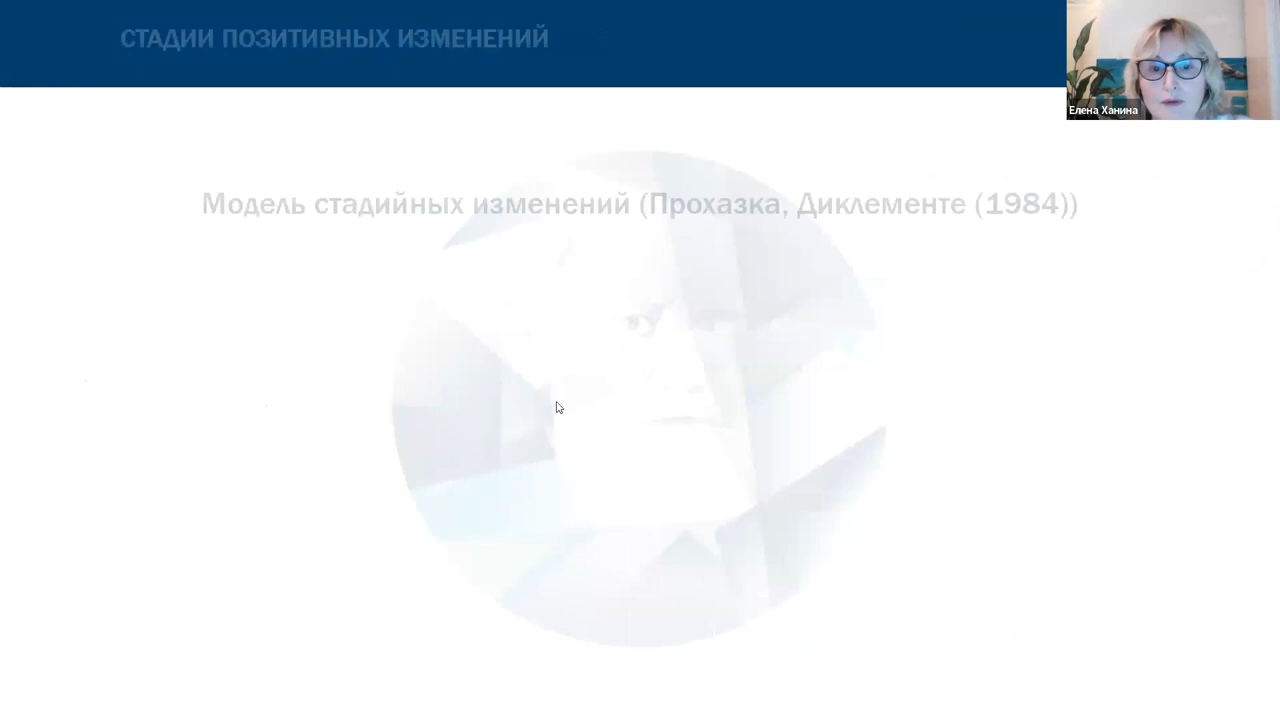 СТАДИИ ПОЗИТИВНЫХ ИЗМЕНЕНИЙ
Елена Ханина
Модель стадийных изменений (Прохазка, Диклементе (1984))